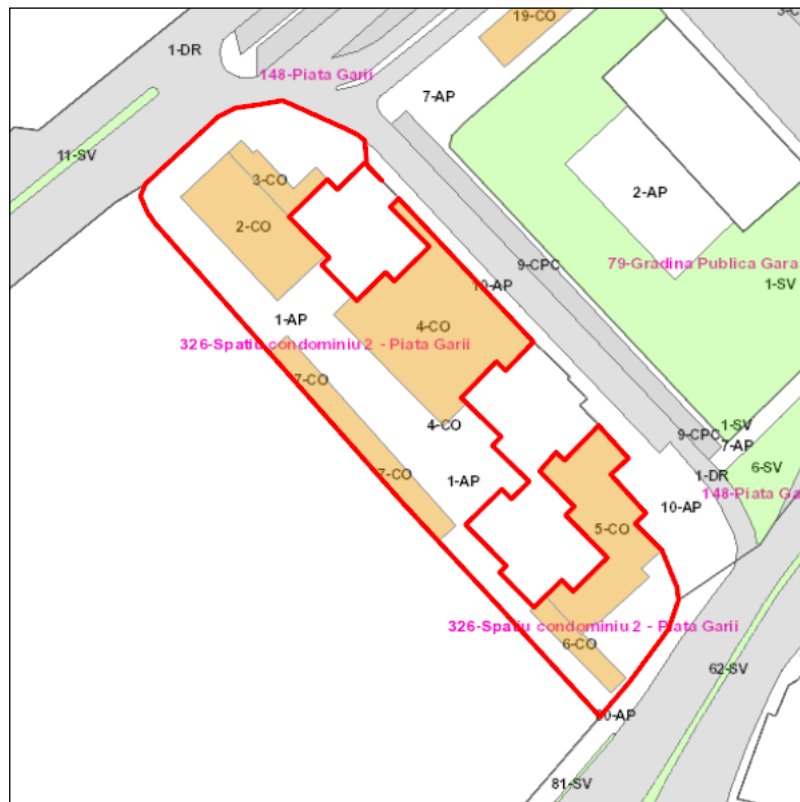 19-CO
3-C
1-DR
148-Piata Garii
7-AP
11-SV
3-CO
2-AP
2-CO
9-CPC
79-Gradina Publica Gara
10-AP
1-SV
1-AP
4-CO
326-Spatiu condominiu 2 - Piata Garii
7-CO
4-CO
1-SV
9-CPC
7-AP
7-CO
1-AP
1-DR
6-SV
148-Piata Ga
10-AP
5-CO
326-Spatiu condominiu 2 - Piata Garii
6-CO
62-SV
0-AP
81-SV